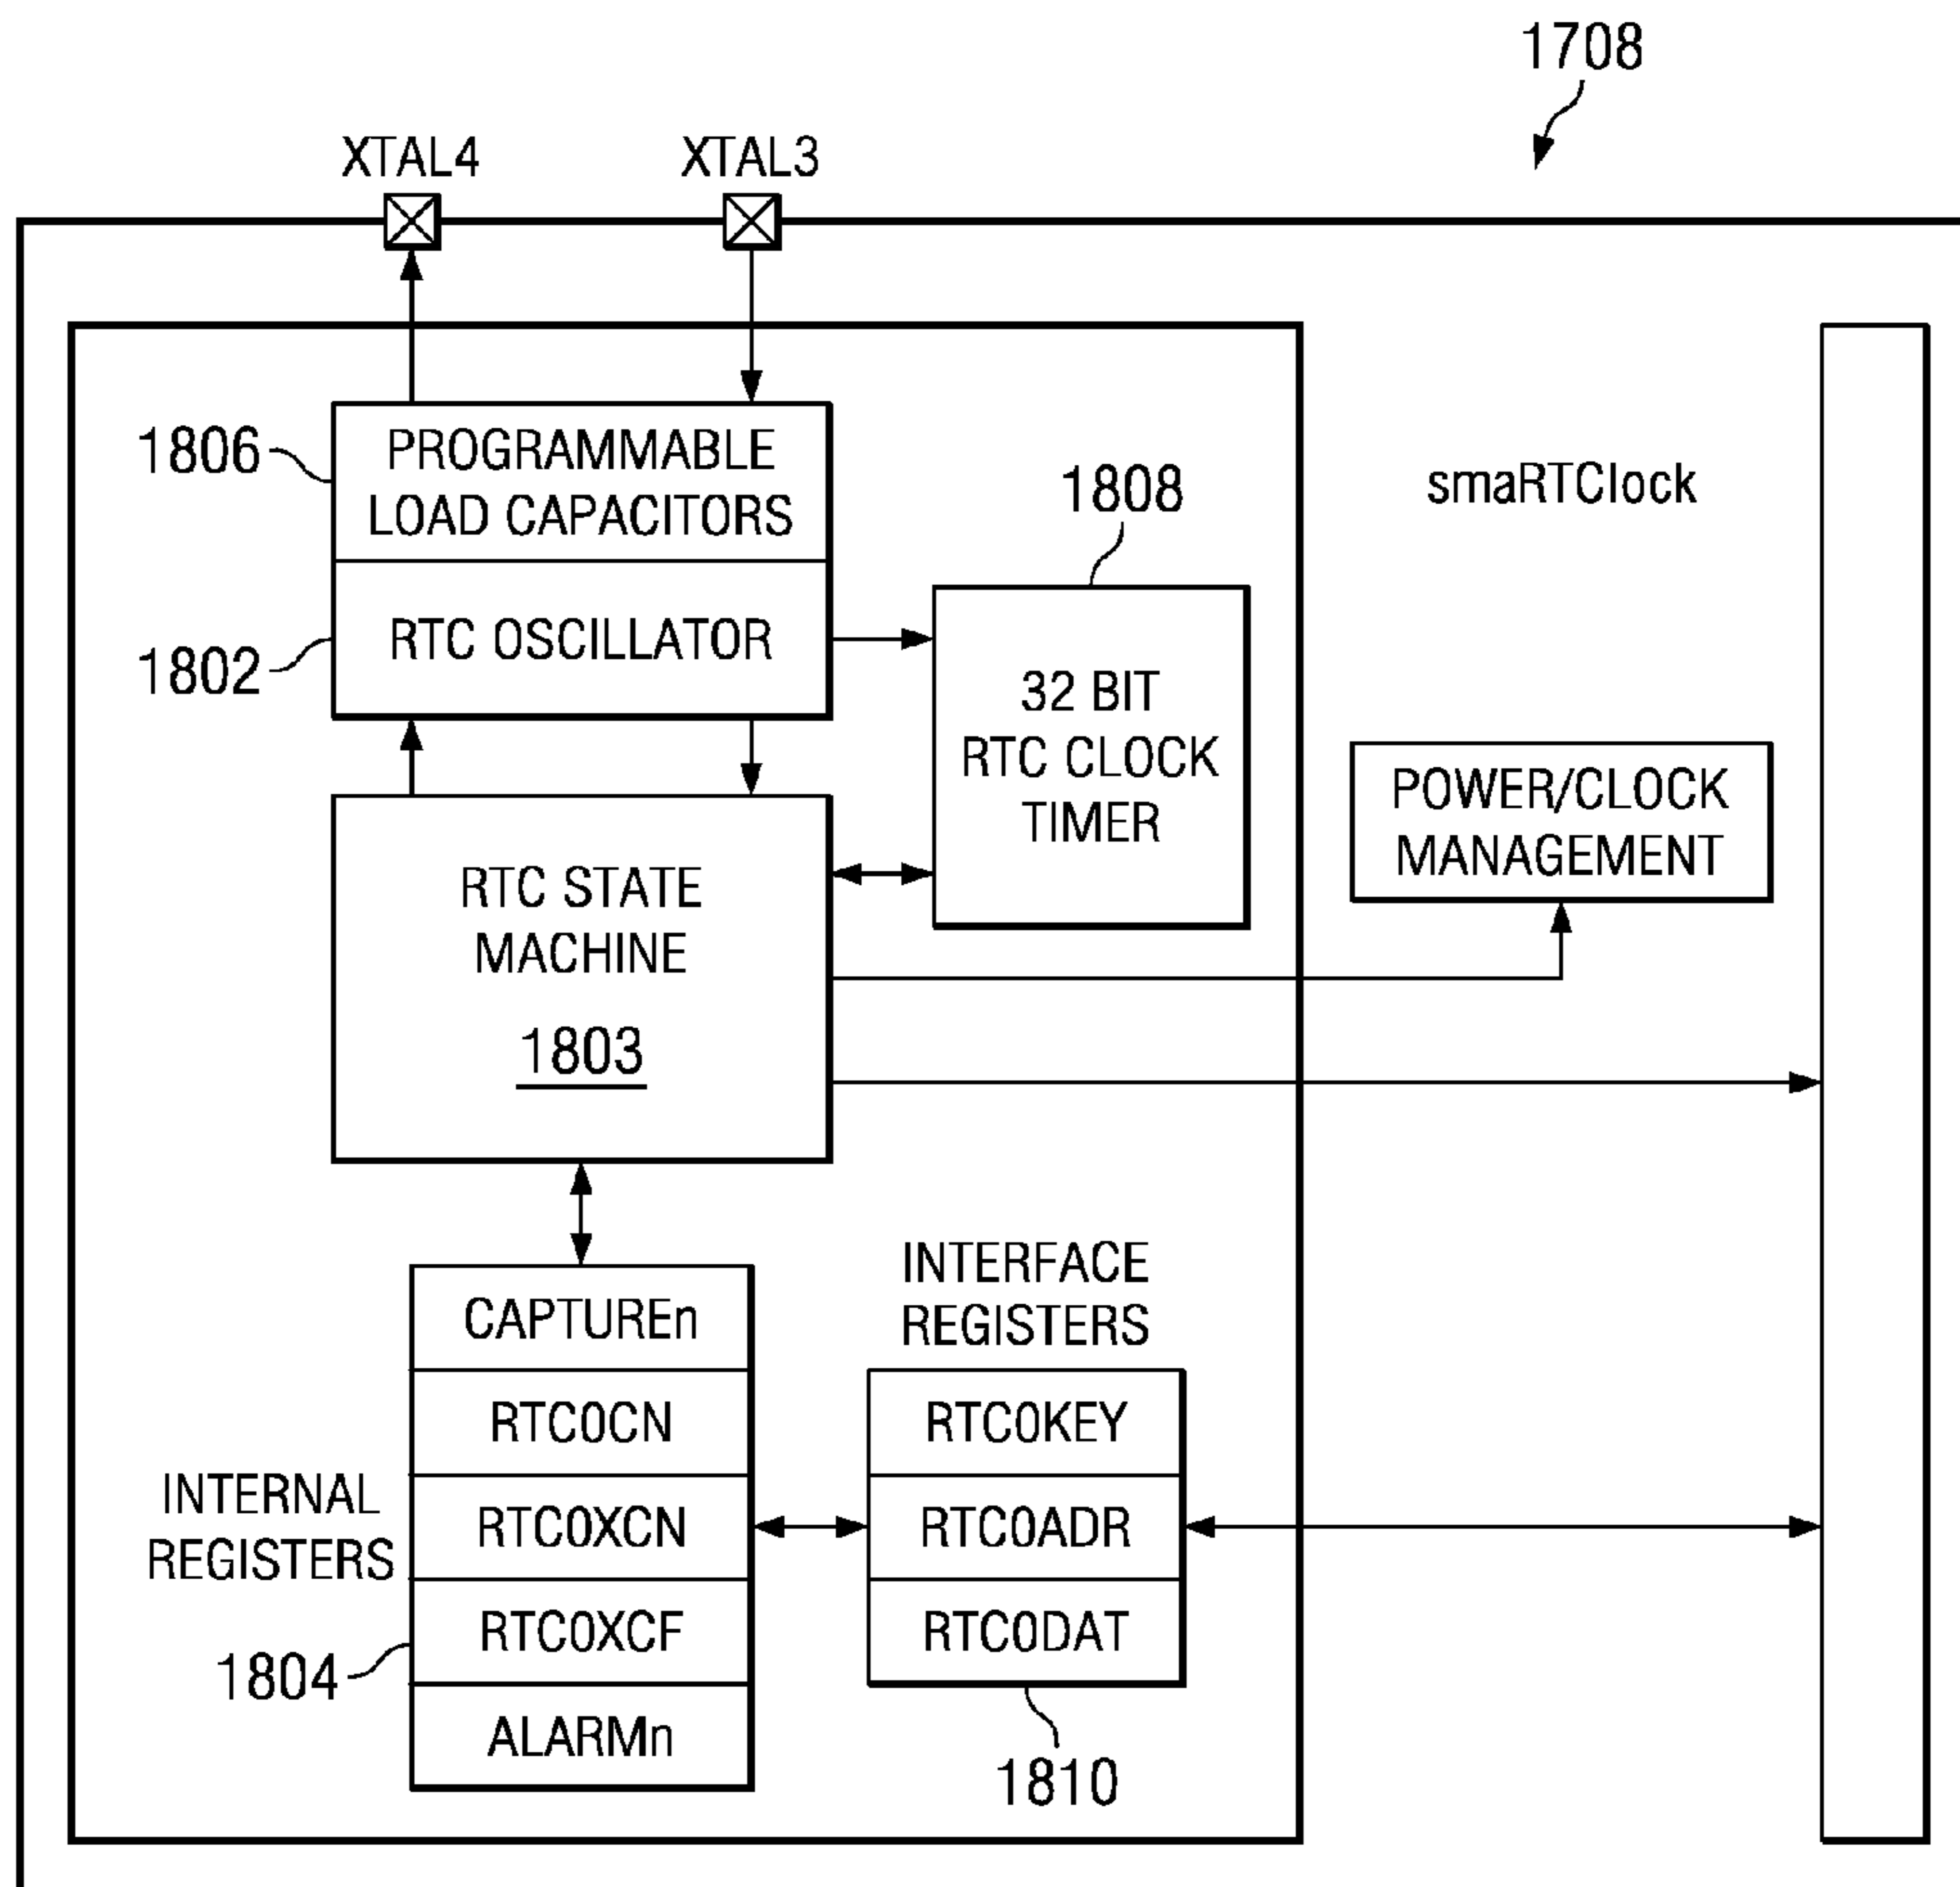 1708
XTAL4
XTAL3
1806
PROGRAMMABLE
LOAD CAPACITORS
1808
smaRTClock
1802
RTC OSCILLATOR
32 BIT
RTC CLOCK
TIMER
POWER/CLOCK
MANAGEMENT
RTC STATE
MACHINE
1803
INTERFACE
REGISTERS
CAPTUREn
RTC0CN
RTC0XCN
RTC0XCF
ALARMn
RTC0KEY
RTC0ADR
RTC0DAT
INTERNAL
REGISTERS
1804
1810